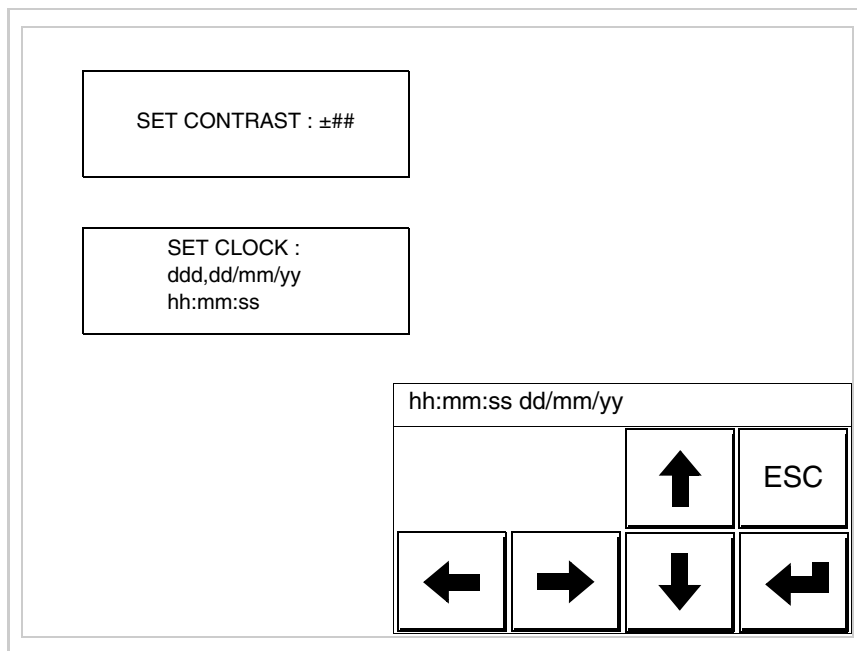 SET CONTRAST : ±##
SET CLOCK :
ddd,dd/mm/yy
hh:mm:ss
hh:mm:ss dd/mm/yy
ESC